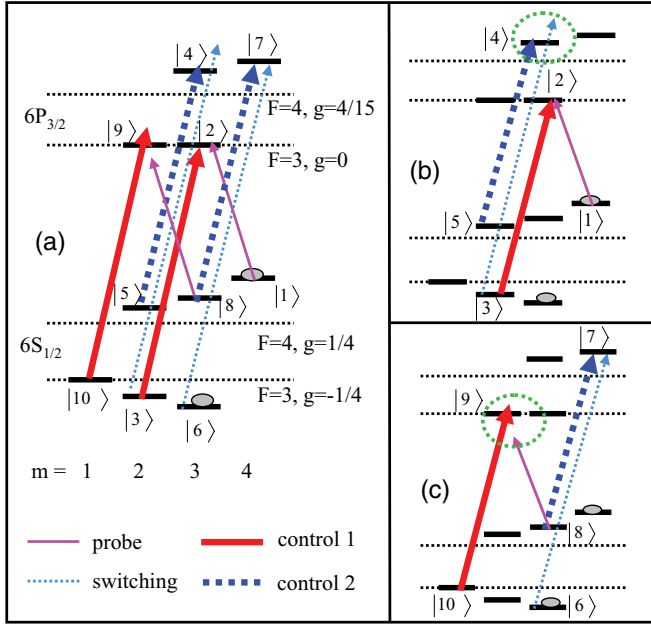 |4⟩ |7⟩
F=4, g=4/15
6P3/2
|9⟩ |2⟩
F=3, g=0
(a)
|5⟩ |8⟩ |1⟩
6S1/2
F=4, g=1/4
F=3, g=-1/4
|10⟩ |3⟩ |6⟩
m = 1 2 3 4
probe control 1
switching control 2
|4⟩
|2⟩
(b)
|5⟩ |1⟩
|3⟩
|7⟩
|9⟩
(c)
|8⟩
|10⟩ |6⟩